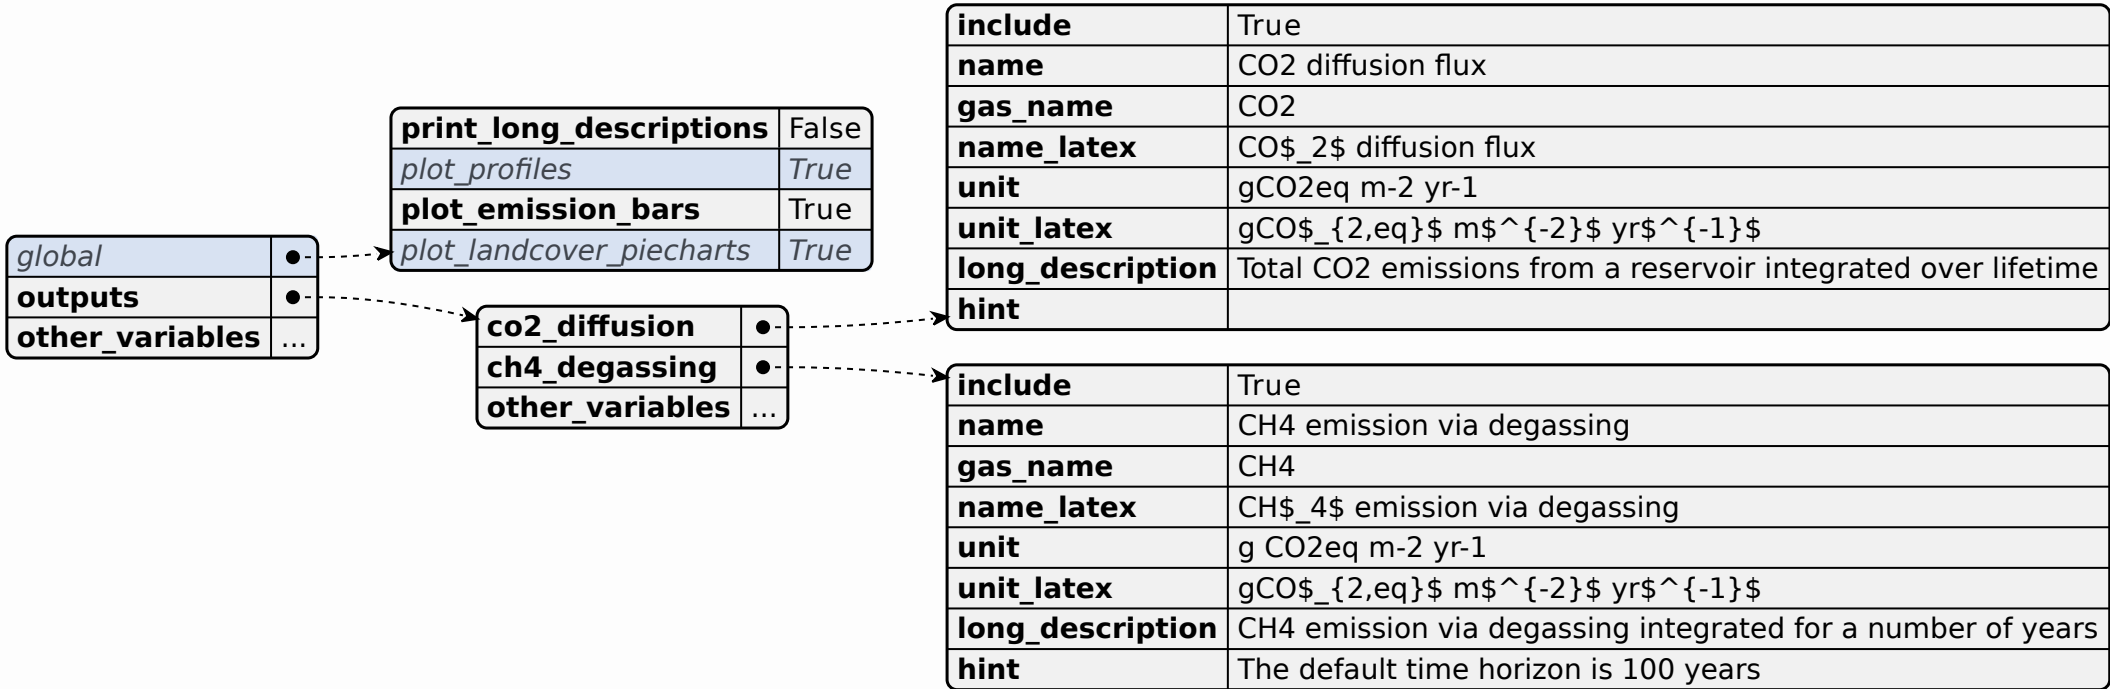 global
outputs
other_variables ...
print_long_descriptions False
plot_profiles True
plot_emission_bars True
plot_landcover_piecharts True
co2_diffusion
ch4_degassing
other_variables ...
include True
name CO2 diffusion flux
gas_name CO2
name_latex CO$_2$ diffusion flux
unit gCO2eq m-2 yr-1
unit_latex gCO$_{2,eq}$ m$^{-2}$ yr$^{-1}$
long_description Total CO2 emissions from a reservoir integrated over lifetime
hint
include True
name CH4 emission via degassing
gas_name CH4
name_latex CH$_4$ emission via degassing
unit g CO2eq m-2 yr-1
unit_latex gCO$_{2,eq}$ m$^{-2}$ yr$^{-1}$
long_description CH4 emission via degassing integrated for a number of years
hint The default time horizon is 100 years